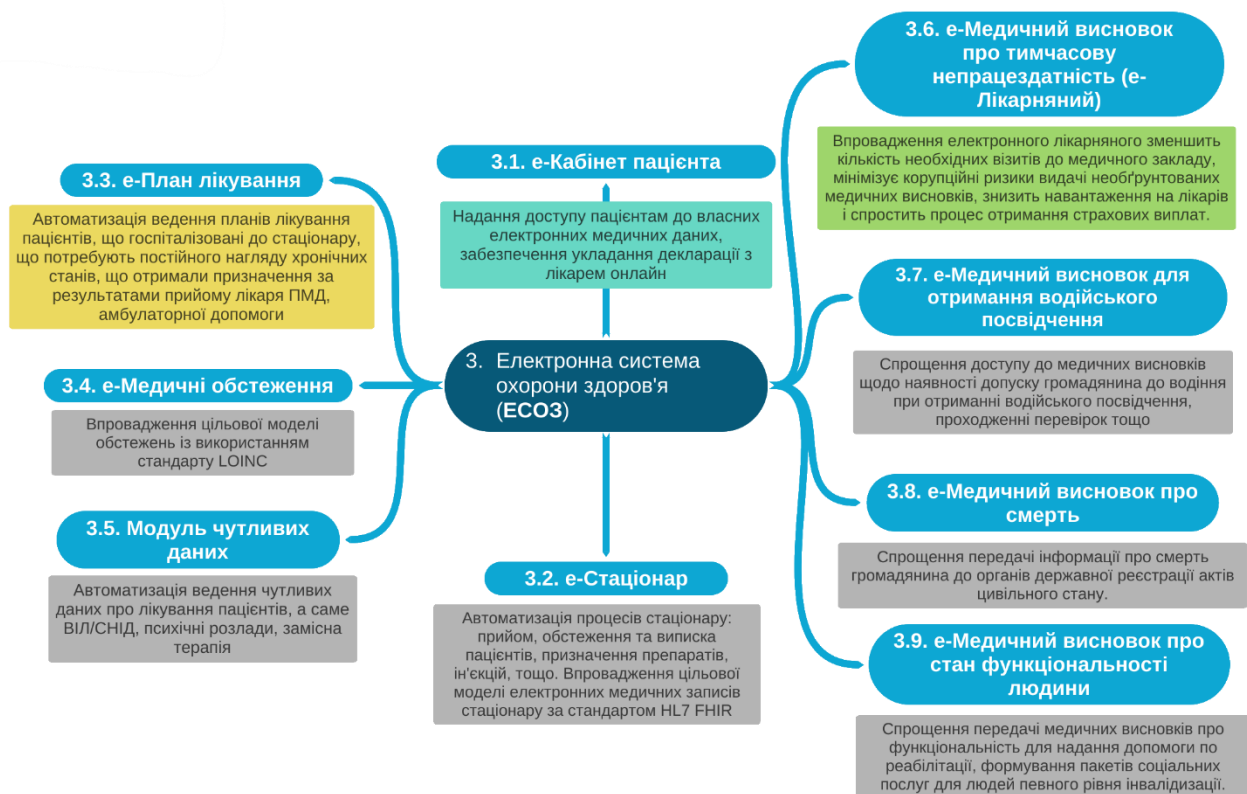 3.6. е-Медичний висновок
про тимчасову
непрацездатність (е-
Лікарняний)
Впровадження електронного лікарняного зменшить
кількість необхідних візитів до медичного закладу,
мінімізує корупційні ризики видачі необґрунтованих
медичних висновків, знизить навантаження на лікарів
і спростить процес отримання страхових виплат.
3.1. е-Кабінет пацієнта
Надання доступу пацієнтам до власних
електронних медичних даних,
забезпечення укладання декларації з
лікарем онлайн
3.3. е-План лікування
Автоматизація ведення планів лікування
пацієнтів, що госпіталізовані до стаціонару,
що потребують постійного нагляду хронічних
станів, що отримали призначення за
результатами прийому лікаря ПМД,
амбулаторної допомоги
3. Електронна система
охорони здоров'я
(ЕСОЗ)
3.7. е-Медичний висновок для
отримання водійського
посвідчення
Спрощення доступу до медичних висновків
щодо наявності допуску громадянина до водіння
при отриманні водійського посвідчення,
проходженні перевірок тощо
3.4. е-Медичні обстеження
Впровадження цільової моделі
обстежень із використанням
стандарту LOINC
3.5. Модуль чутливих
даних
Автоматизація ведення чутливих
даних про лікування пацієнтів, а саме
ВІЛ/СНІД, психічні розлади, замісна
терапія
3.2. е-Стаціонар
Автоматизація процесів стаціонару:
прийом, обстеження та виписка
пацієнтів, призначення препаратів,
ін'єкцій, тощо. Впровадження цільової
моделі електронних медичних записів
стаціонару за стандартом HL7 FHIR
3.8. е-Медичний висновок про
смерть
Спрощення передачі інформації про смерть
громадянина до органів державної реєстрації актів
цивільного стану.
3.9. е-Медичний висновок про
стан функціональності
людини
Спрощення передачі медичних висновків про
функціональність для надання допомоги по
реабілітації, формування пакетів соціальних
послуг для людей певного рівня інвалідизації.